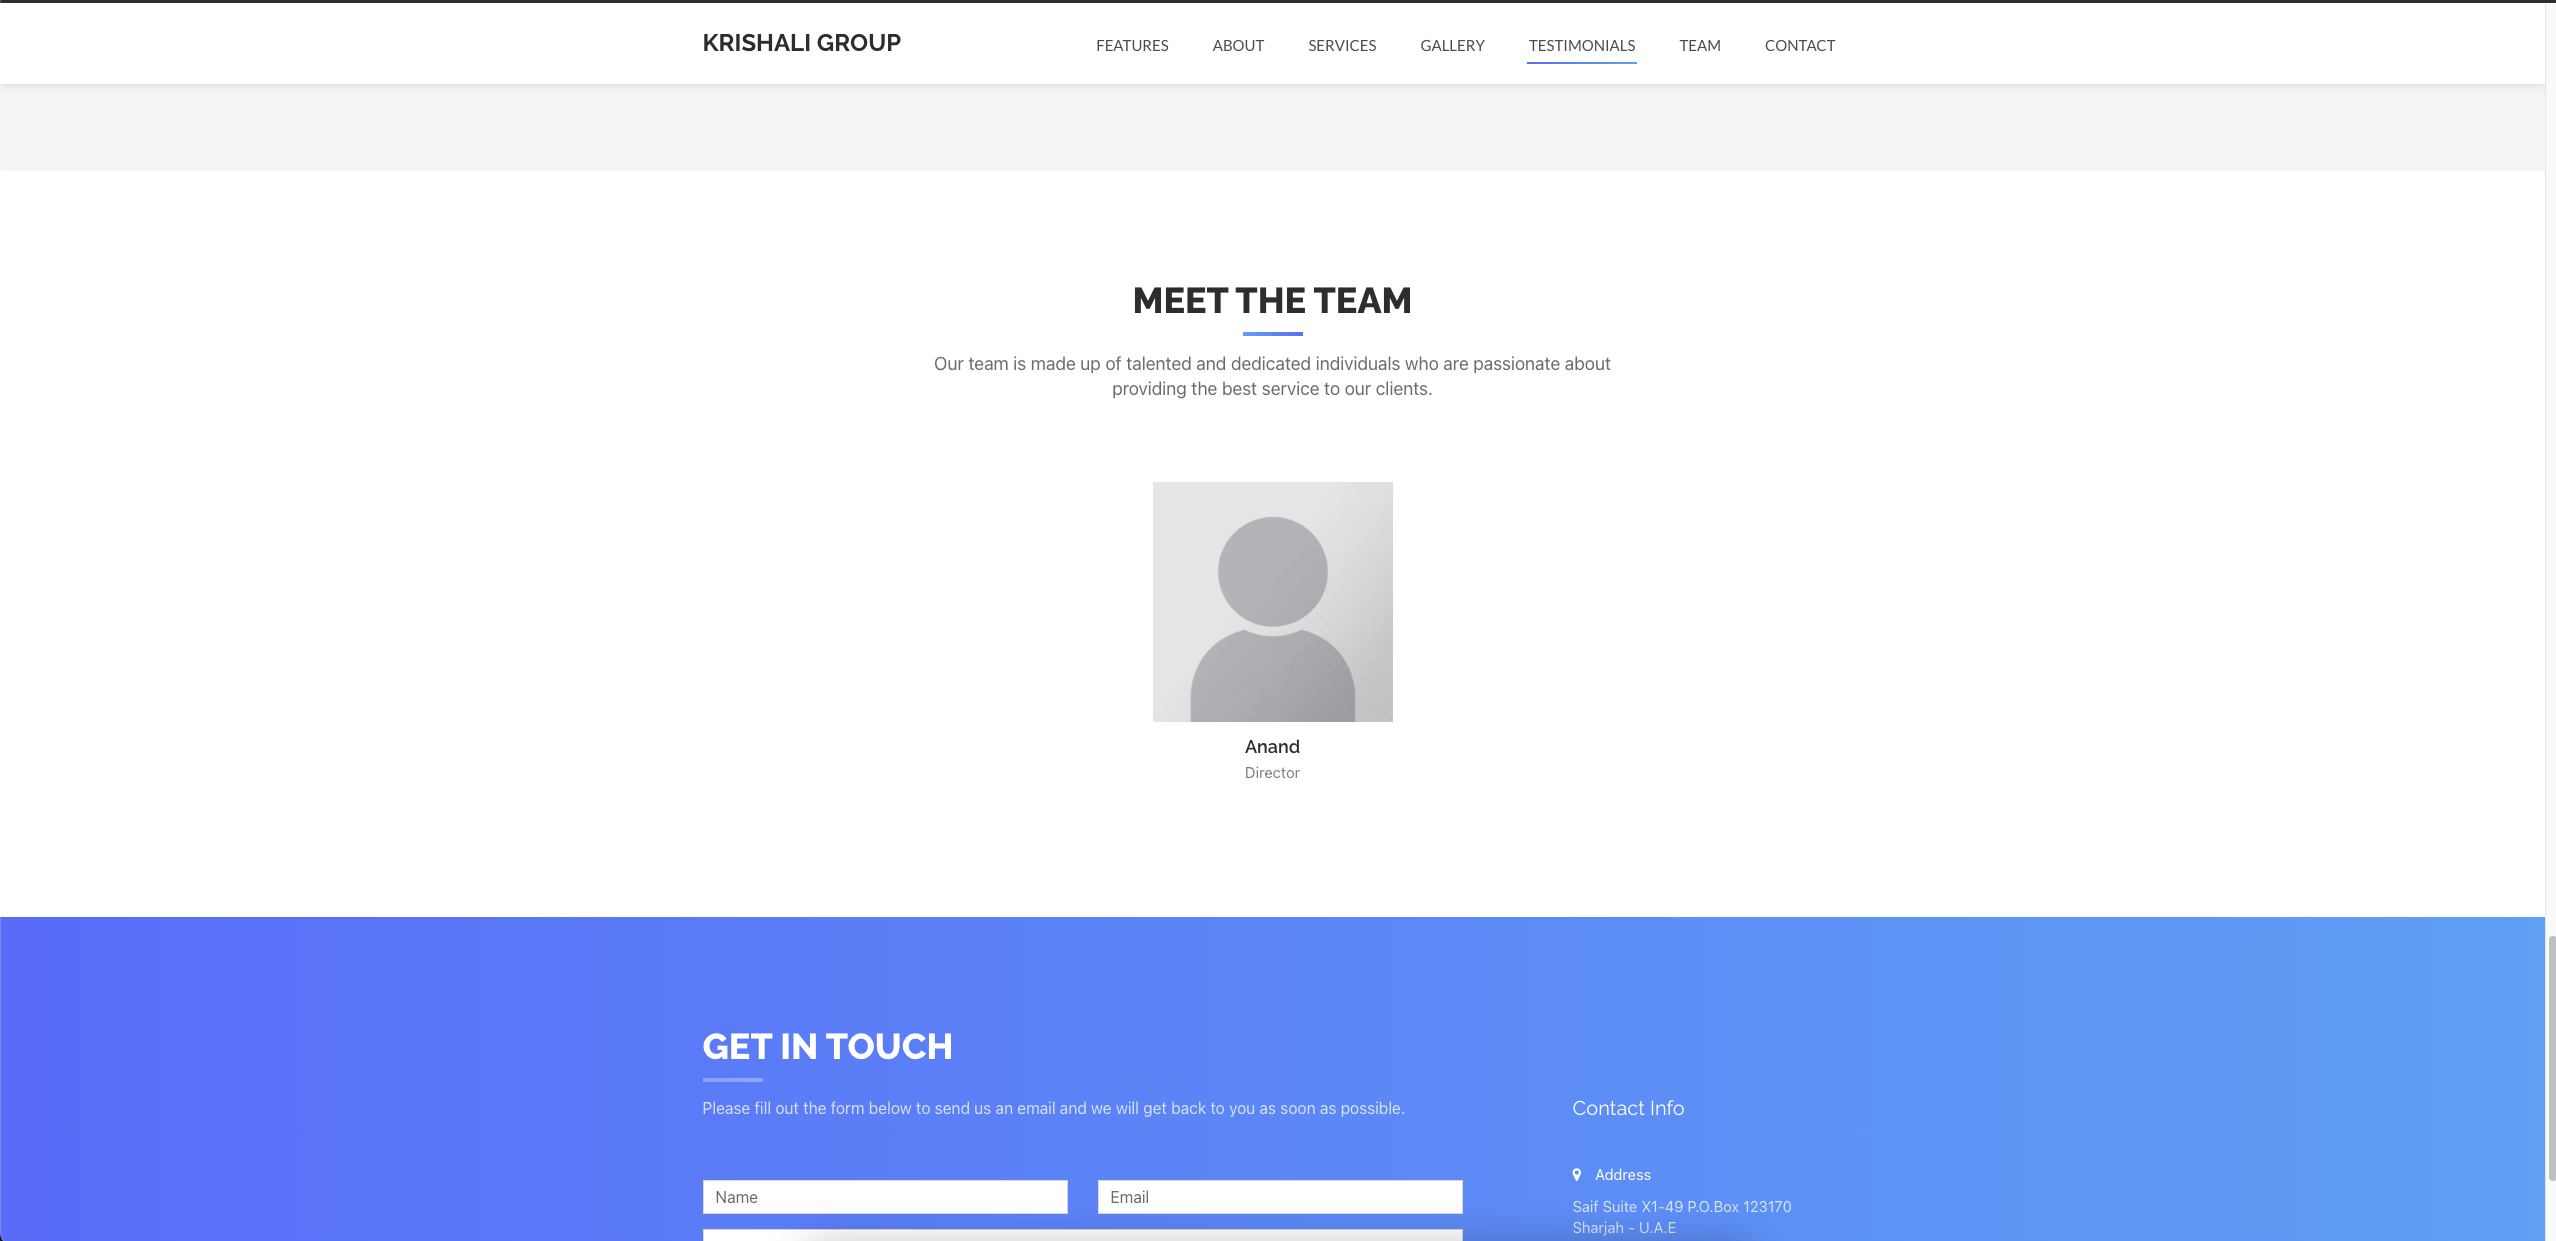 KRISHALI GROUP
FEATURES ABOUT SERVICES GALLERY TESTIMONIALS TEAM CONTACT
MEET THE TEAM
Our team is made up of talented and dedicated individuals who are passionate about
providing the best service to our clients.
Anand
Director
GET IN TOUCH
Please fill out the form below to send us an email and we will get back to you as soon as possible.
Name Email
Contact Info
Address
Saif Suite X1-49 P.O.Box 123170
Sharjah - U.A.E